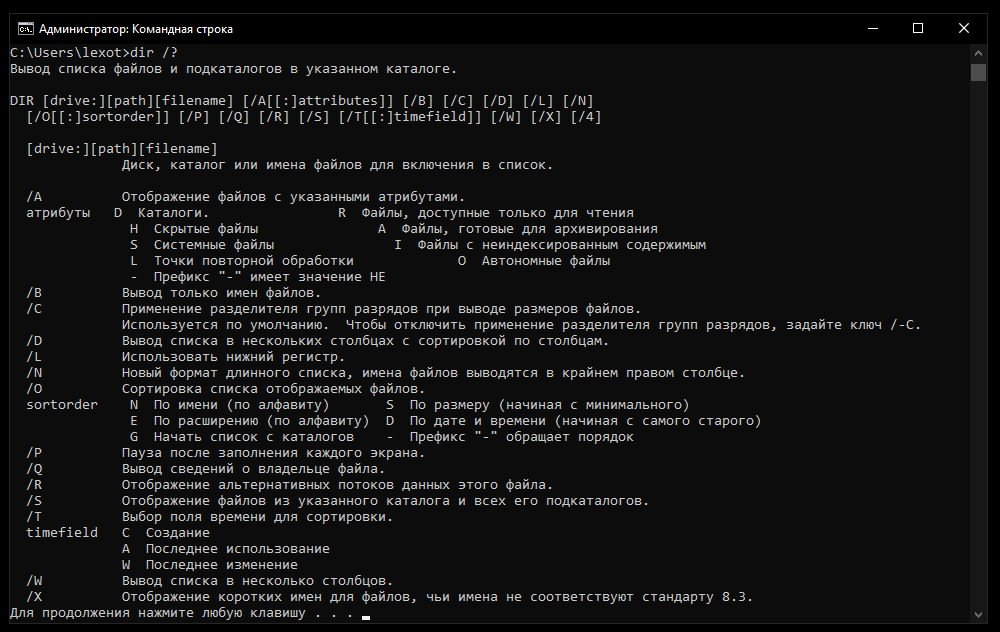 Администратор: Командная строка
C:\Users\lexot>dir /?
Вывод списка файлов и подкаталогов в указанном каталоге.

DIR [drive:][path][filename] [/A[[:]attributes]] [/B] [/C] [/D] [/L] [/N]
  [/O[[:]sortorder]] [/P] [/Q] [/R] [/S] [/T[[:]timefield]] [/W] [/X] [/4]

  [drive:][path][filename]
              Диск, каталог или имена файлов для включения в список.

  /A          Отображение файлов с указанными атрибутами.
  атрибуты   D  Каталоги.                R  Файлы, доступные только для чтения
               H  Скрытые файлы               A  Файлы, готовые для архивирования
               S  Системные файлы               I  Файлы с неиндексированным содержимым
               L  Точки повторной обработки             O  Автономные файлы
               -  Префикс "-" имеет значение НЕ
  /B          Вывод только имен файлов.
  /C          Применение разделителя групп разрядов при выводе размеров файлов.
              Используется по умолчанию.  Чтобы отключить применение разделителя групп разрядов, задайте ключ /-C.
  /D          Вывод списка в нескольких столбцах с сортировкой по столбцам.
  /L          Использовать нижний регистр.
  /N          Новый формат длинного списка, имена файлов выводятся в крайнем правом столбце.
  /O          Сортировка списка отображаемых файлов.
  sortorder    N  По имени (по алфавиту)       S  По размеру (начиная с минимального)
               E  По расширению (по алфавиту)  D  По дате и времени (начиная с самого старого)
               G  Начать список с каталогов    -  Префикс "-" обращает порядок
  /P          Пауза после заполнения каждого экрана.
  /Q          Вывод сведений о владельце файла.
  /R          Отображение альтернативных потоков данных этого файла.
  /S          Отображение файлов из указанного каталога и всех его подкаталогов.
  /T          Выбор поля времени для сортировки.
  timefield   C  Создание
              A  Последнее использование
              W  Последнее изменение
  /W          Вывод списка в несколько столбцов.
  /X          Отображение коротких имен для файлов, чьи имена не соответствуют стандарту 8.3.
Для продолжения нажмите любую клавишу . . .